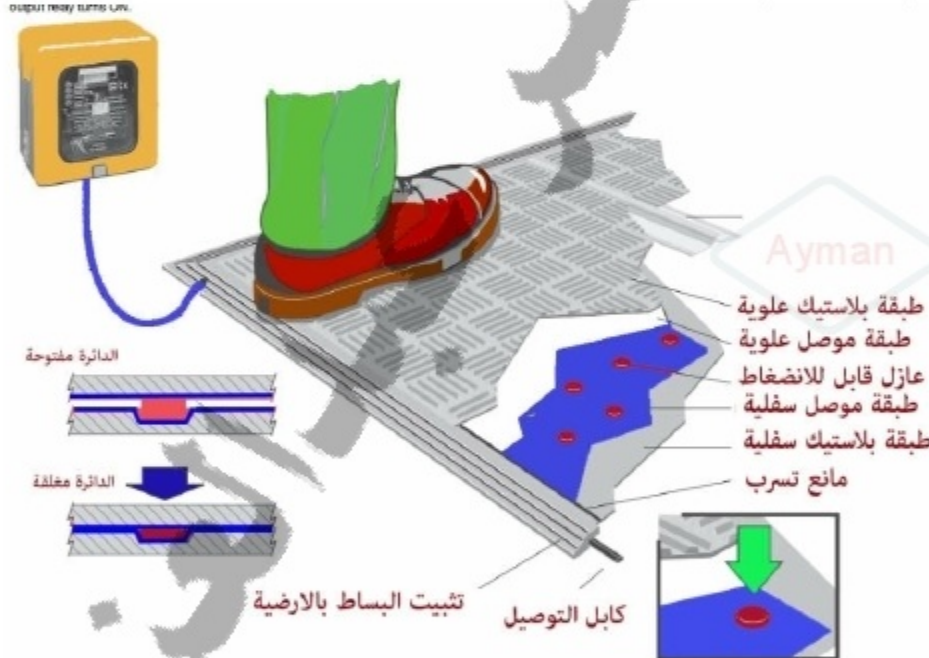 output relay turns ON.
Ayman
طبقة بلاستيك علوية
طبقة موصل علوية
عازل قابل للانضغاط
طبقة موصل سفلية
طبقة بلاستيك سفلية
مانع تسرب
الدائرة مفتوحة
الدائرة مغلقة
تثبيت البساط بالارضية
كابل التوصيل